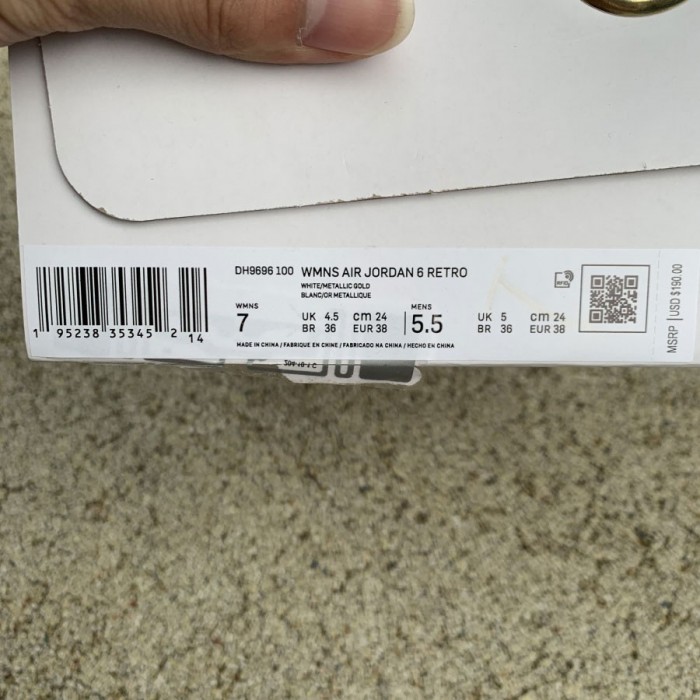 DH9696 100 WMNS AIR JORDAN 6 RETRO
WHITE/METALLIC GOLD
BLANC/OR METALLIQUE
WMNS
7
UK 4.5 cm 24
BR 36 EUR 38
MENS
5.5
UK 5 cm 24
BR 36 EUR 38
MADE IN CHINA / FABRIQUE EN CHINE / FABRICADO NA CHINA / HECHO EN CHINA
1 95238 35345 2 14
MSRP |USD $190.00